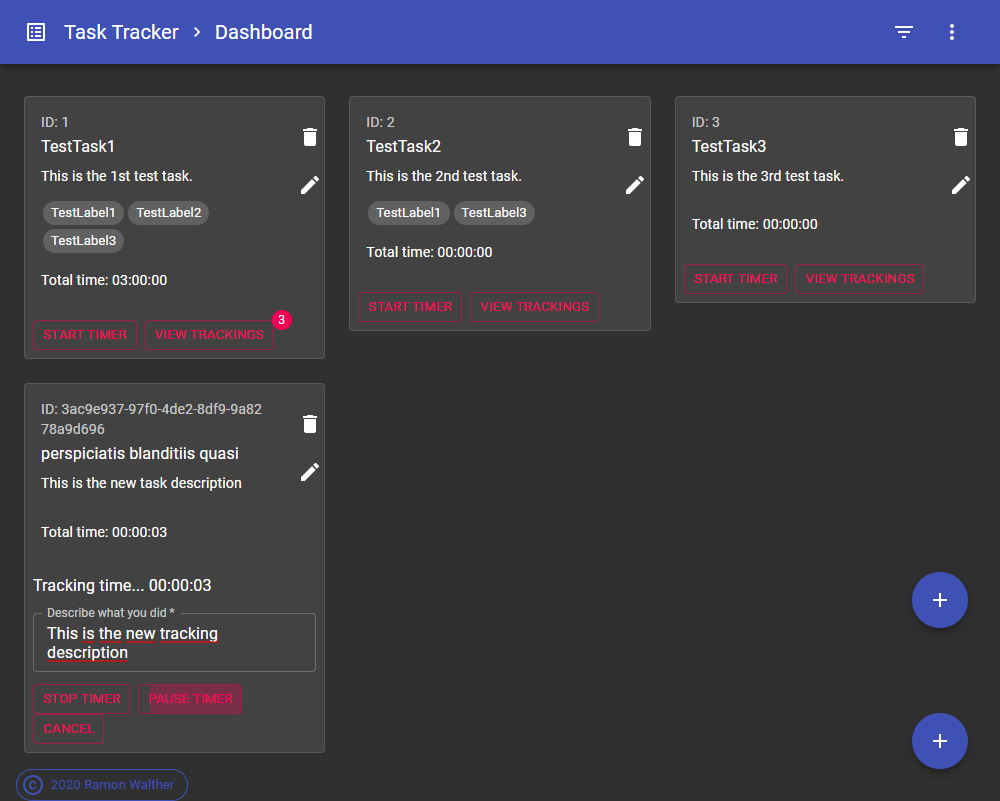 Task Tracker > Dashboard
ID: 1
TestTask1
This is the 1st test task.
TestLabel1 TestLabel2
TestLabel3
Total time: 03:00:00
START TIMER VIEW TRACKINGS 3
ID: 2
TestTask2
This is the 2nd test task.
TestLabel1 TestLabel3
Total time: 00:00:00
START TIMER VIEW TRACKINGS
ID: 3
TestTask3
This is the 3rd test task.
Total time: 00:00:00
START TIMER VIEW TRACKINGS
ID: 3ac9e937-97f0-4de2-8df9-9a82
78a9d696
perspiciatis blanditiis quasi
This is the new task description
Total time: 00:00:03
Tracking time... 00:00:03
Describe what you did *
This is the new tracking
description
STOP TIMER PAUSE TIMER
CANCEL
© 2020 Ramon Walther